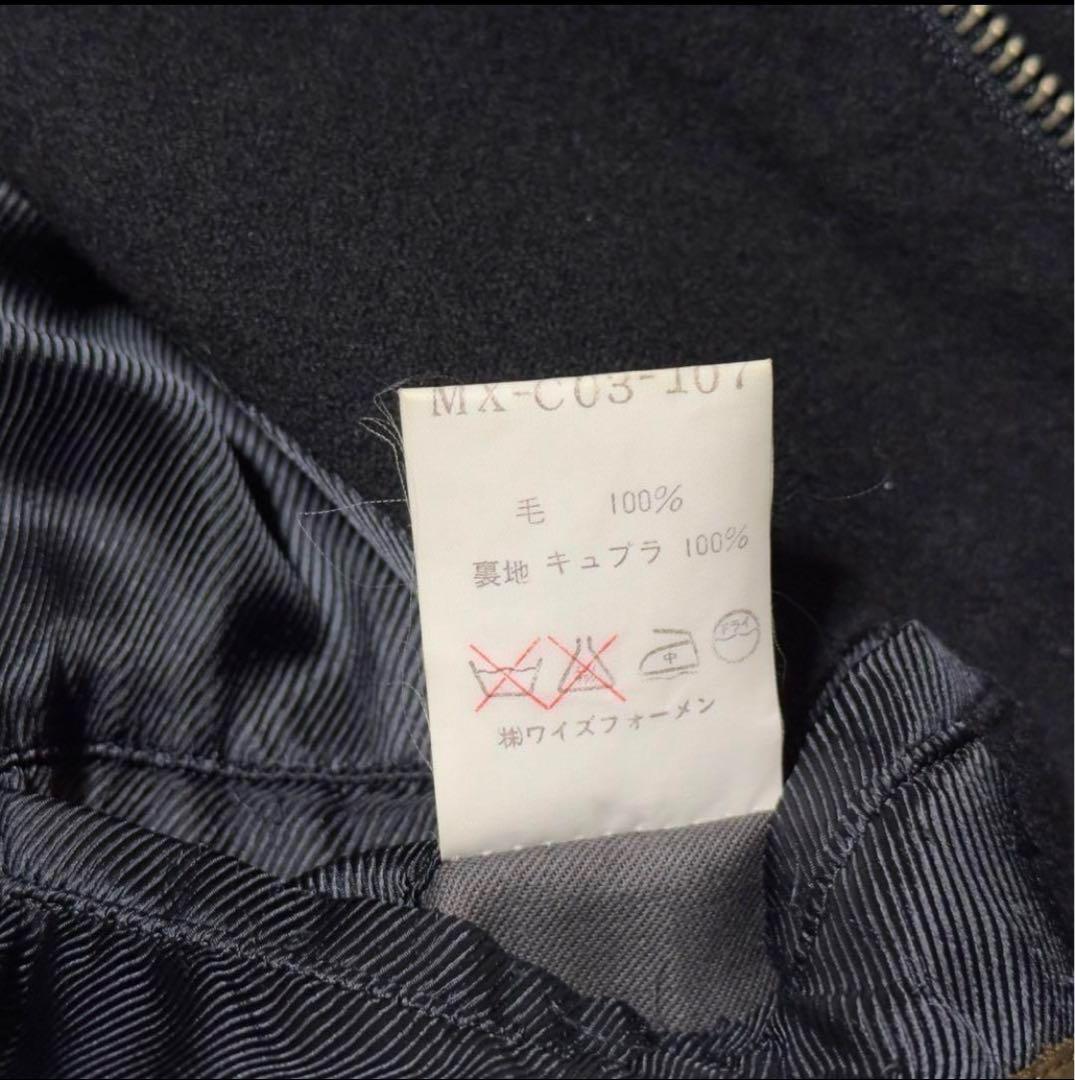 MX-C03-107
毛 100%
裏地 キュプラ 100%
中
ドライ
㈱ワイズフォーメン